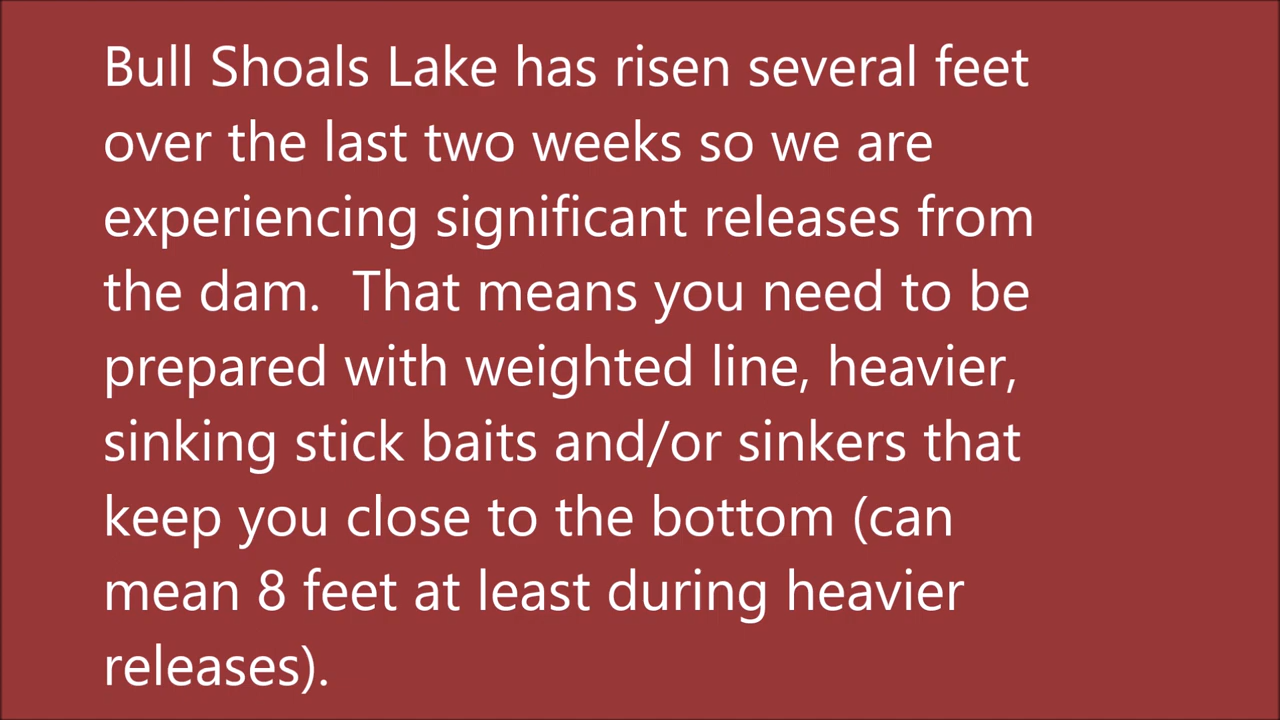 Bull Shoals Lake has risen several feet
over the last two weeks so we are
experiencing significant releases from
the dam.  That means you need to be
prepared with weighted line, heavier,
sinking stick baits and/or sinkers that
keep you close to the bottom (can
mean 8 feet at least during heavier
releases).